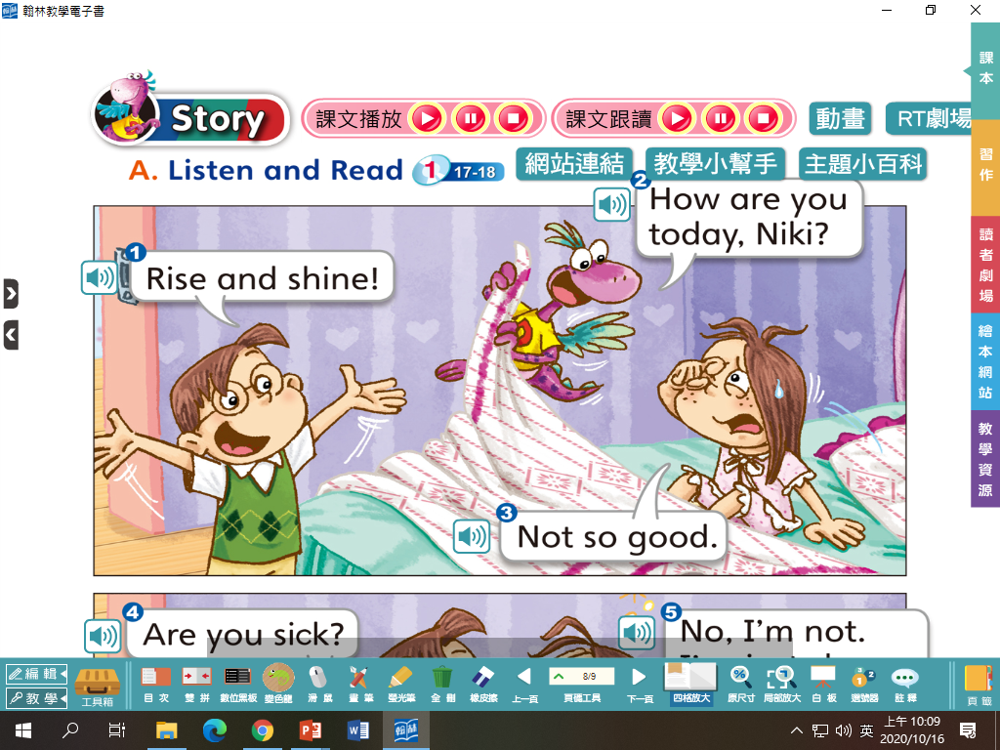 翰林教學電子書
Story
課文播放
課文跟讀
動畫
RT劇場
A. Listen and Read 1 17-18
網站連結
教學小幫手
主題小百科
1
Rise and shine!
2
How are you
today, Niki?
3
Not so good.
4
Are you sick?
5
No, I'm not.
課本
習作
讀者劇場
繪本網站
教學資源
編輯
教學
工具箱
目次
雙拼
數位黑板
變色龍
滑鼠
畫筆
螢光筆
全刪
橡皮擦
上一頁
8/9
頁碼工具
下一頁
四格放大
原尺寸
局部放大
白板
選號器
註釋
頁籤
翰林
英
上午 10:09
2020/10/16